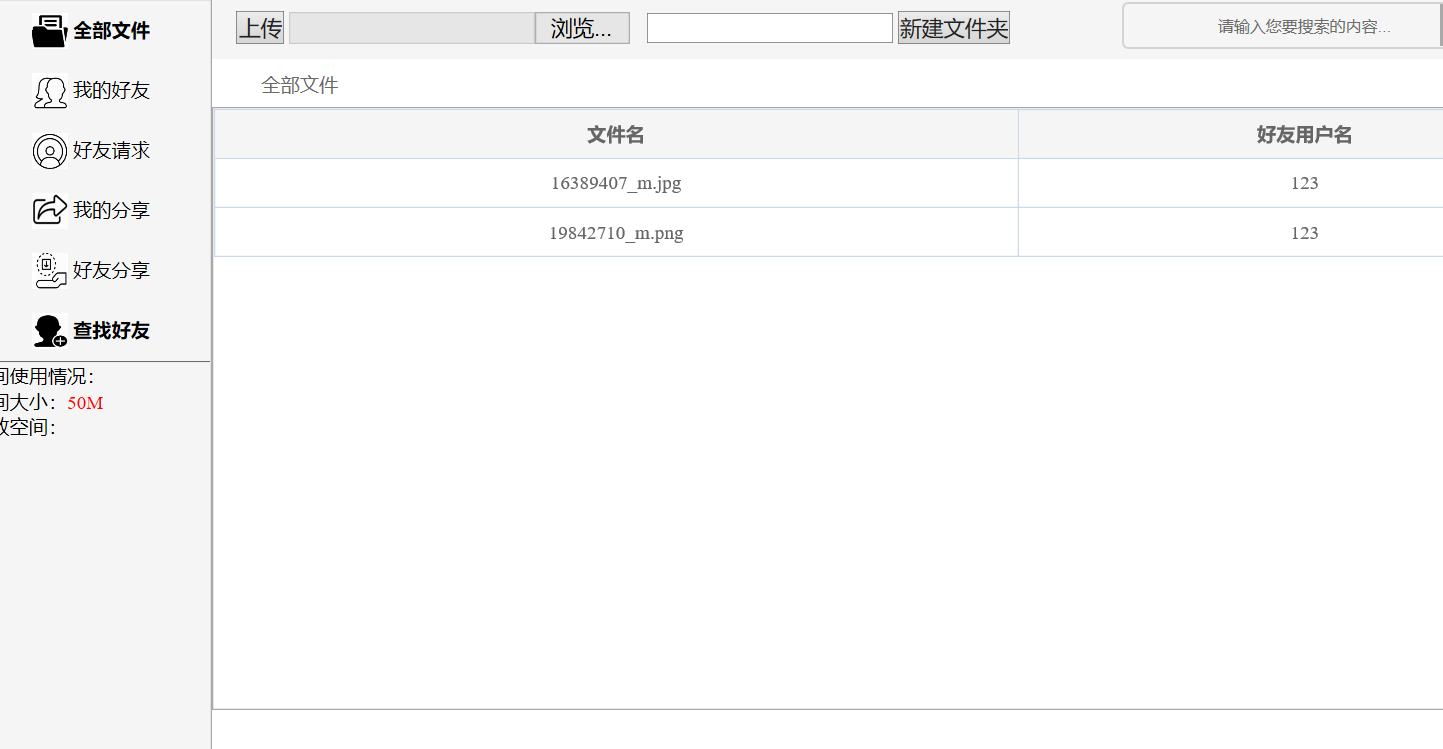 全部文件
我的好友
好友请求
我的分享
好友分享
查找好友
间使用情况：
间大小：50M
放空间：
上传 浏览... 新建文件夹 请输入您要搜索的内容...
全部文件
文件名 好友用户名
16389407_m.jpg 123
19842710_m.png 123